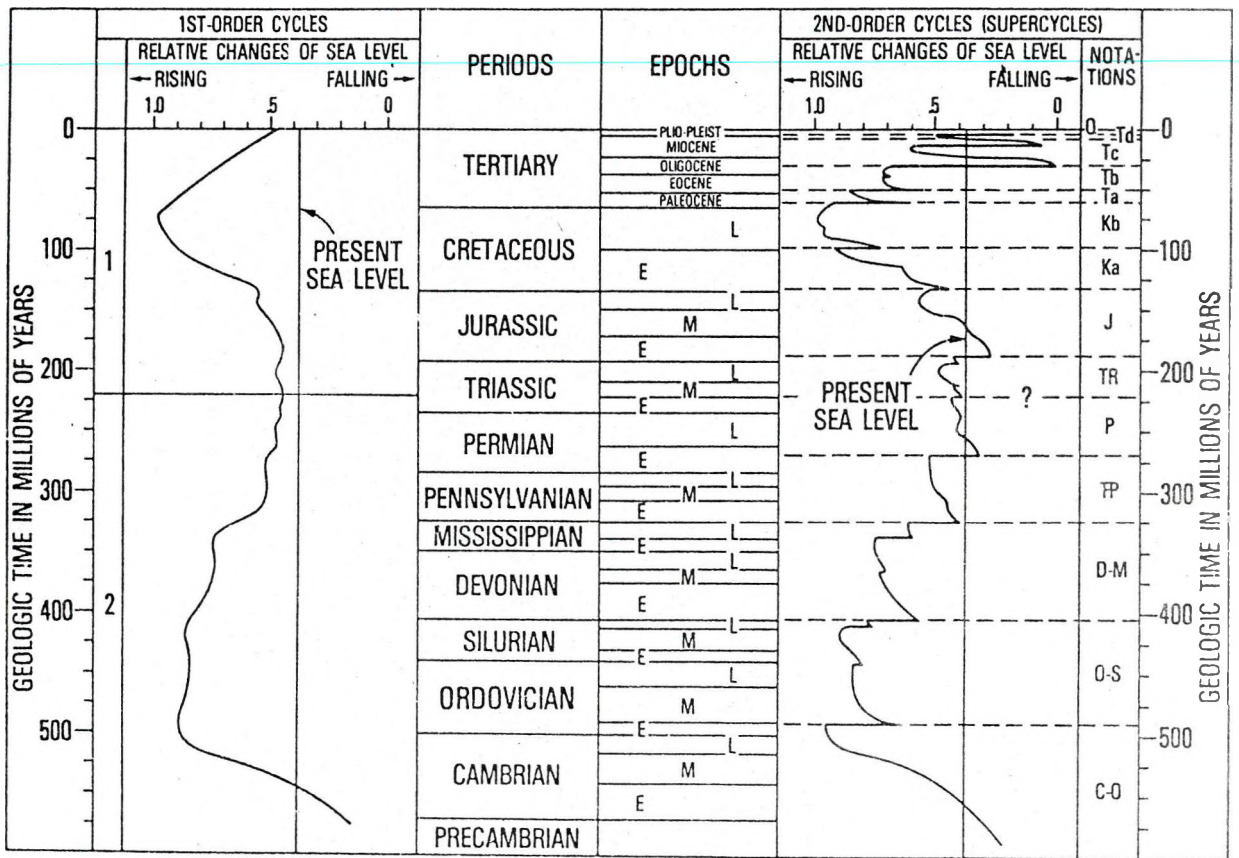 1ST-ORDER CYCLES
RELATIVE CHANGES OF SEA LEVEL
←RISING FALLING→
1.0 .5 0
PERIODS
EPOCHS
2ND-ORDER CYCLES (SUPERCYCLES)
RELATIVE CHANGES OF SEA LEVEL
←RISING FALLING→
1.0 .5 0
NOTA-
TIONS
GEOLOGIC TIME IN MILLIONS OF YEARS
0
100
200
300
400
500
1
2
PRESENT
SEA LEVEL
TERTIARY
CRETACEOUS
JURASSIC
TRIASSIC
PERMIAN
PENNSYLVANIAN
MISSISSIPPIAN
DEVONIAN
SILURIAN
ORDOVICIAN
CAMBRIAN
PRECAMBRIAN
PLIO-PLEIST
MIOCENE
OLIGOCENE
EOCENE
PALEOCENE
L
E
L
M
E
L
M
E
L
E
L
M
E
L
E
L
M
E
L
M
E
L
M
E
L
M
E
PRESENT
SEA LEVEL
?
Td
Tc
Tb
Ta
Kb
Ka
J
TR
P
D-M
O-S
C-O
0
100
200
300
400
500
GEOLOGIC TIME IN MILLIONS OF YEARS